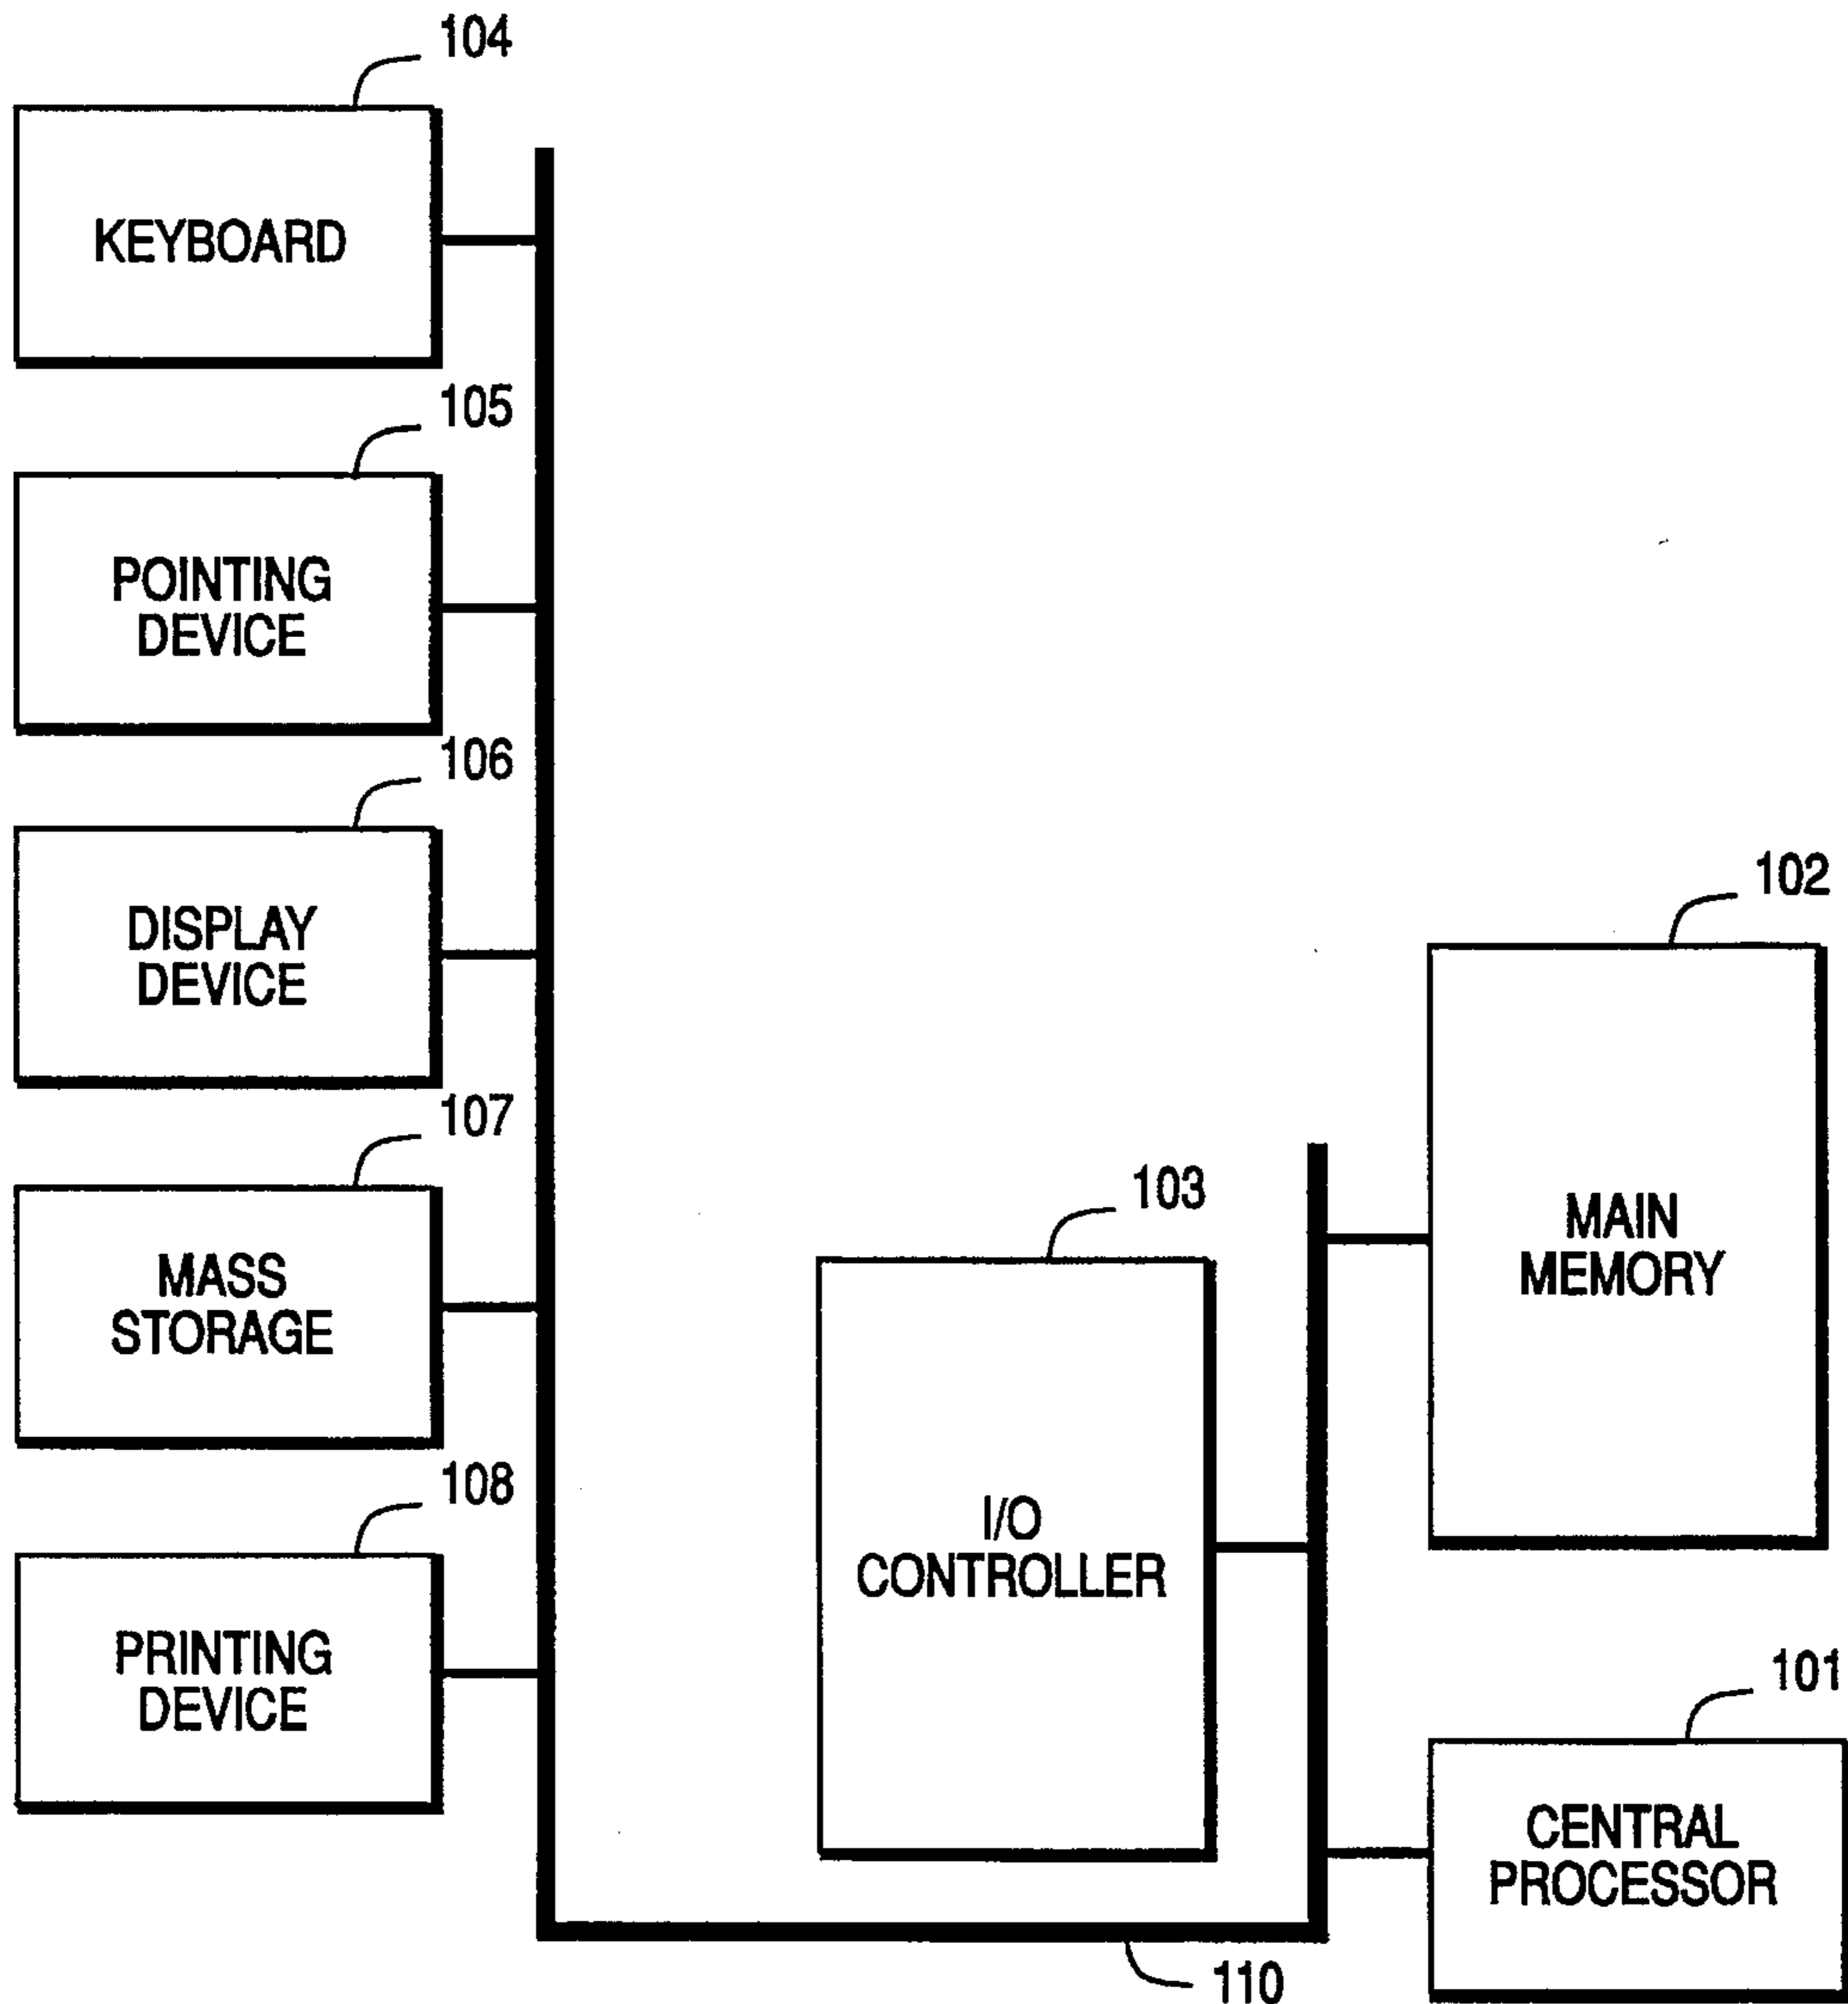 104
KEYBOARD
105
POINTING
DEVICE
106
DISPLAY
DEVICE
107
MASS
STORAGE
108
PRINTING
DEVICE
103
I/O
CONTROLLER
102
MAIN
MEMORY
101
CENTRAL
PROCESSOR
110